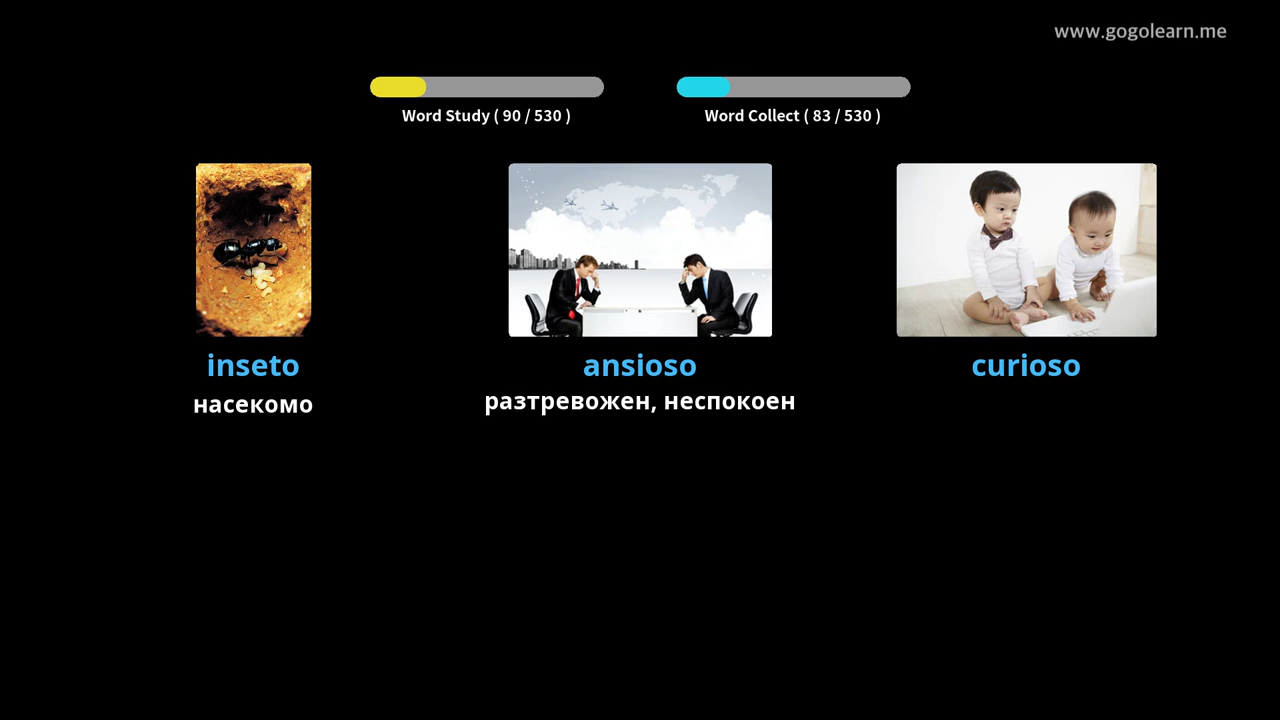 www.gogolearn.me
Word Study ( 90 / 530 )
Word Collect ( 83 / 530 )
inseto
насекомо
ansioso
разтревожен, неспокоен
curioso